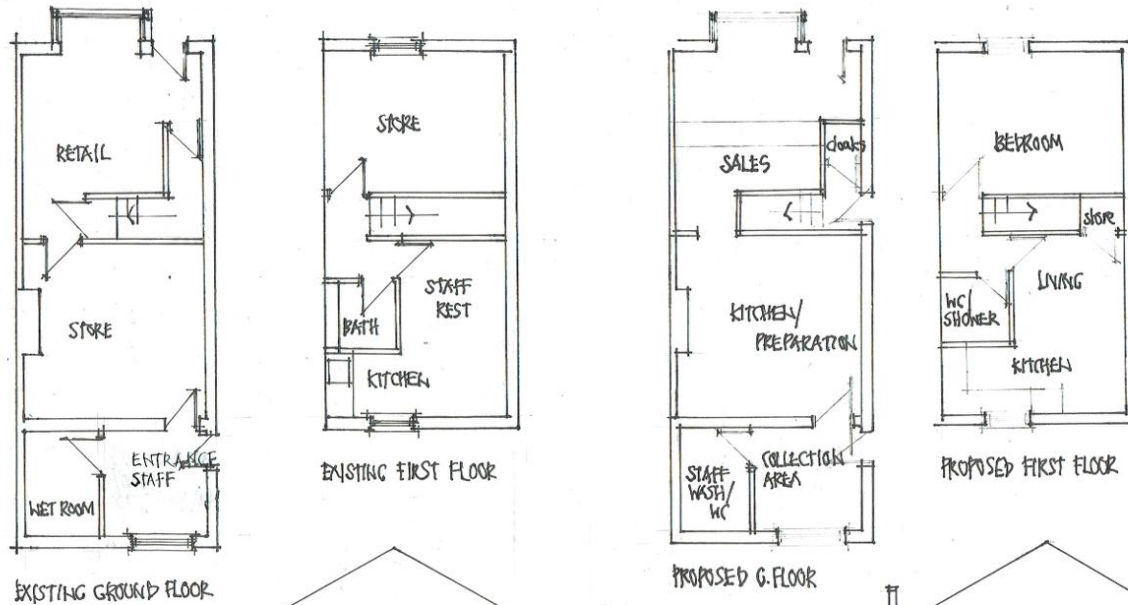 RETAIL
STORE
WET ROOM
ENTRANCE
STAFF
EXISTING GROUND FLOOR
STORE
STAFF
REST
BATH
KITCHEN
EXISTING FIRST FLOOR
SALES
cloaks
KITCHEN/
PREPARATION
STAFF
WASH/
WC
COLLECTION
AREA
PROPOSED G.FLOOR
BEDROOM
store
LIVING
WC/
SHOWER
KITCHEN
PROPOSED FIRST FLOOR